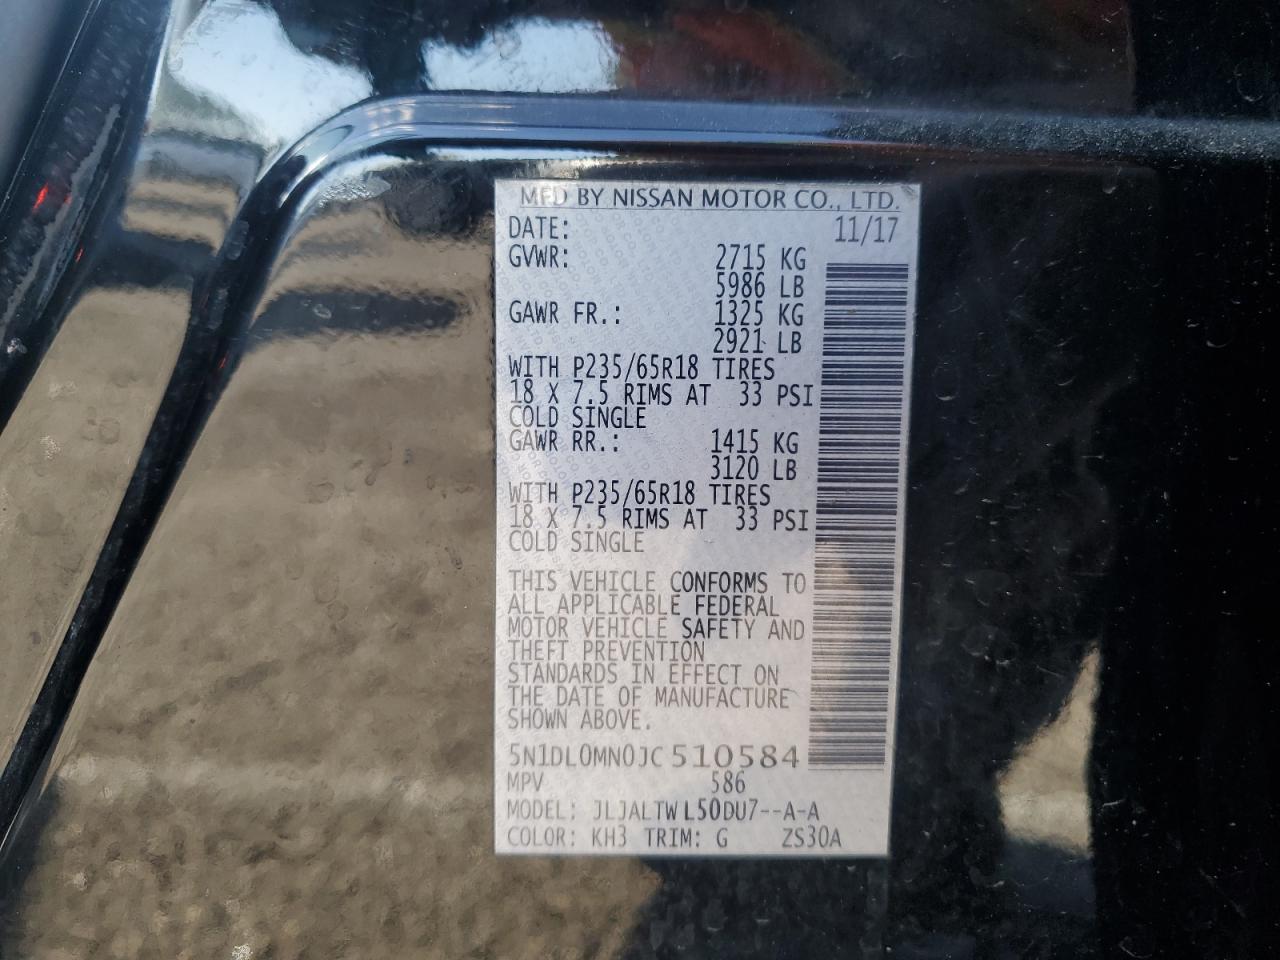 MFD BY NISSAN MOTOR CO., LTD.
DATE: 11/17
GVWR: 2715 KG
5986 LB
GAWR FR.: 1325 KG
2921 LB
WITH P235/65R18 TIRES
18 X 7.5 RIMS AT 33 PSI
COLD SINGLE
GAWR RR.: 1415 KG
3120 LB
WITH P235/65R18 TIRES
18 X 7.5 RIMS AT 33 PSI
COLD SINGLE
THIS VEHICLE CONFORMS TO
ALL APPLICABLE FEDERAL
MOTOR VEHICLE SAFETY AND
THEFT PREVENTION
STANDARDS IN EFFECT ON
THE DATE OF MANUFACTURE
SHOWN ABOVE.
5N1DL0MN0JC510584
MPV 586
MODEL: JLJALTWL50DU7--A-A
COLOR: KH3 TRIM: G ZS30A